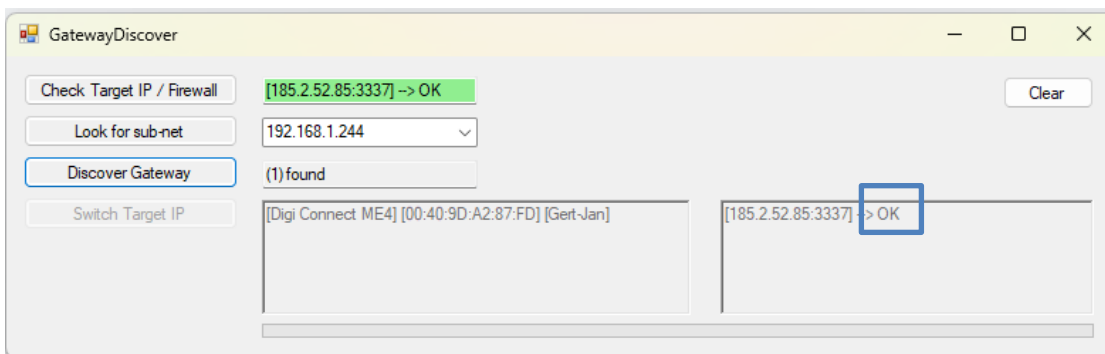 GatewayDiscover
Check Target IP / Firewall [185.2.52.85:3337] --> OK Clear
Look for sub-net 192.168.1.244
Discover Gateway (1) found
Switch Target IP [Digi Connect ME4] [00:40:9D:A2:87:FD] [Gert-Jan] [185.2.52.85:3337] --> OK